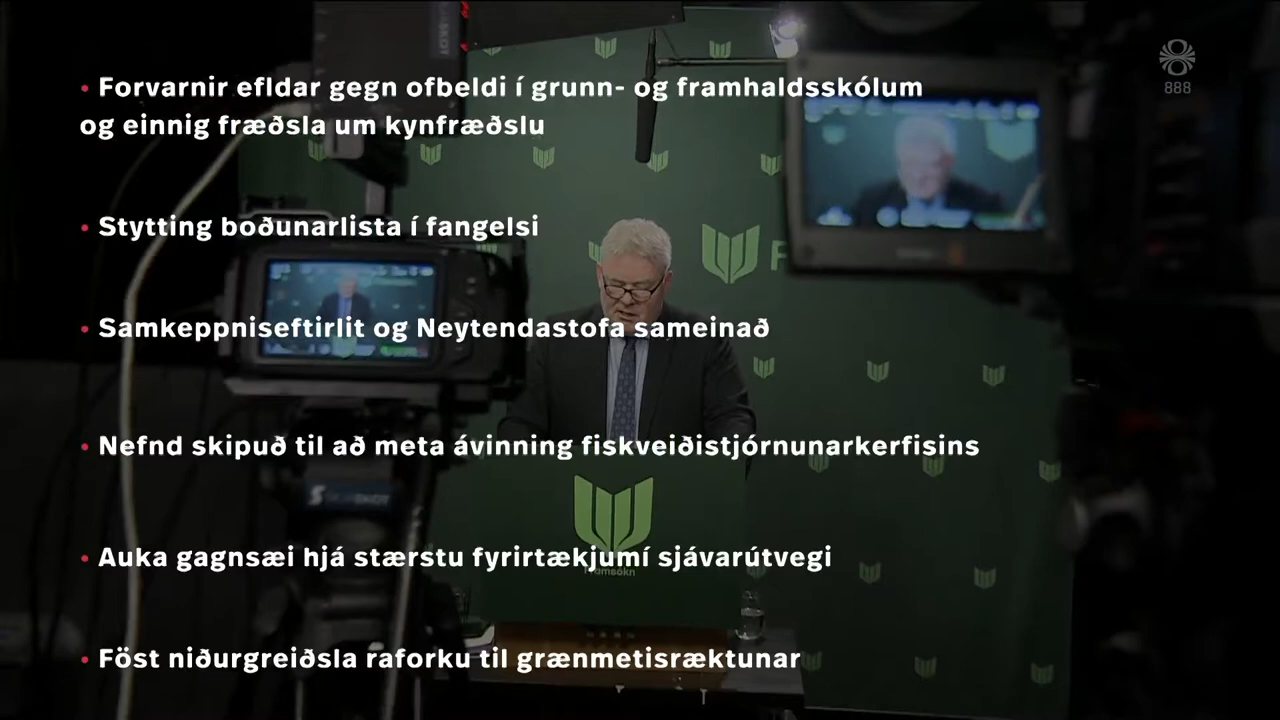 888
• Forvarnir efldar gegn ofbeldi í grunn- og framhaldsskólum
og einnig fræðsla um kynfræðslu
• Stytting boðunarlista í fangelsi
F
• Samkeppniseftirlit og Neytendastofa sameinað
• Nefnd skipuð til að meta ávinning fiskveiðistjórnunarkerfisins
• Auka gagnsæi hjá stærstu fyrirtækjumí sjávarútvegi
Framsókn
• Föst niðurgreiðsla raforku til grænmetisræktunar